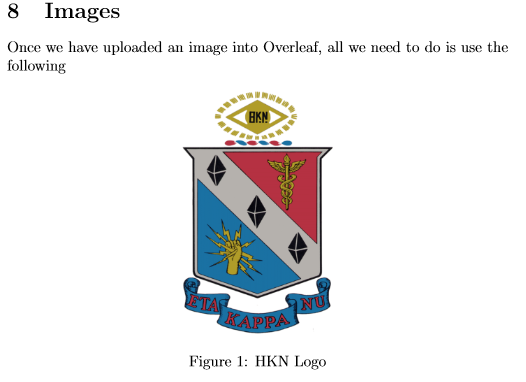 8 Images
Once we have uploaded an image into Overleaf, all we need to do is use the
following
HKN
ETA
KAPPA
NU
Figure 1: HKN Logo